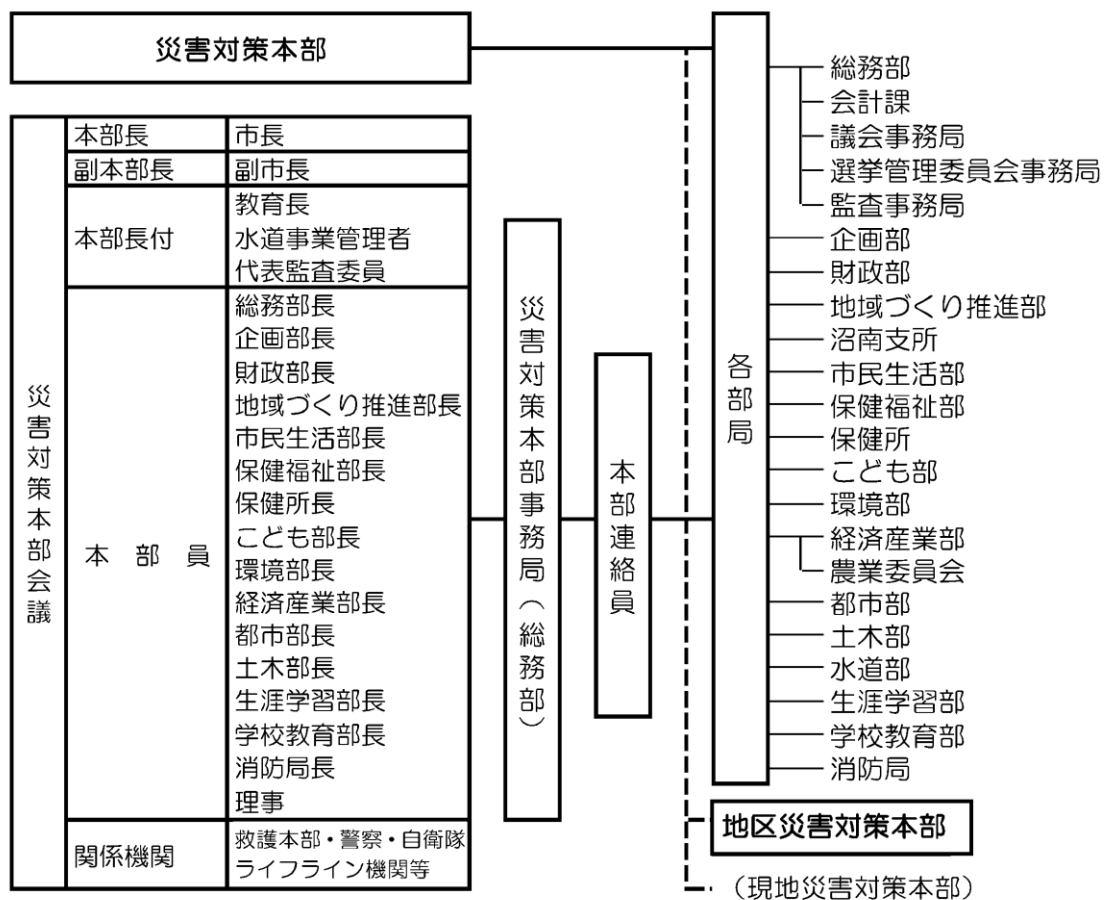 災害対策本部
災害対策本部会議
本部長
市長
副本部長
副市長
本部長付
教育長
水道事業管理者
代表監査委員
本部員
総務部長
企画部長
財政部長
地域づくり推進部長
市民生活部長
保健福祉部長
保健所長
こども部長
環境部長
経済産業部長
都市部長
土木部長
生涯学習部長
学校教育部長
消防局長
理事
関係機関
救護本部・警察・自衛隊
ライフライン機関等
災害対策本部事務局（総務部）
本部連絡員
各部局
総務部
会計課
議会事務局
選挙管理委員会事務局
監査事務局
企画部
財政部
地域づくり推進部
沼南支所
市民生活部
保健福祉部
保健所
こども部
環境部
経済産業部
農業委員会
都市部
土木部
水道部
生涯学習部
学校教育部
消防局
地区災害対策本部
（現地災害対策本部）